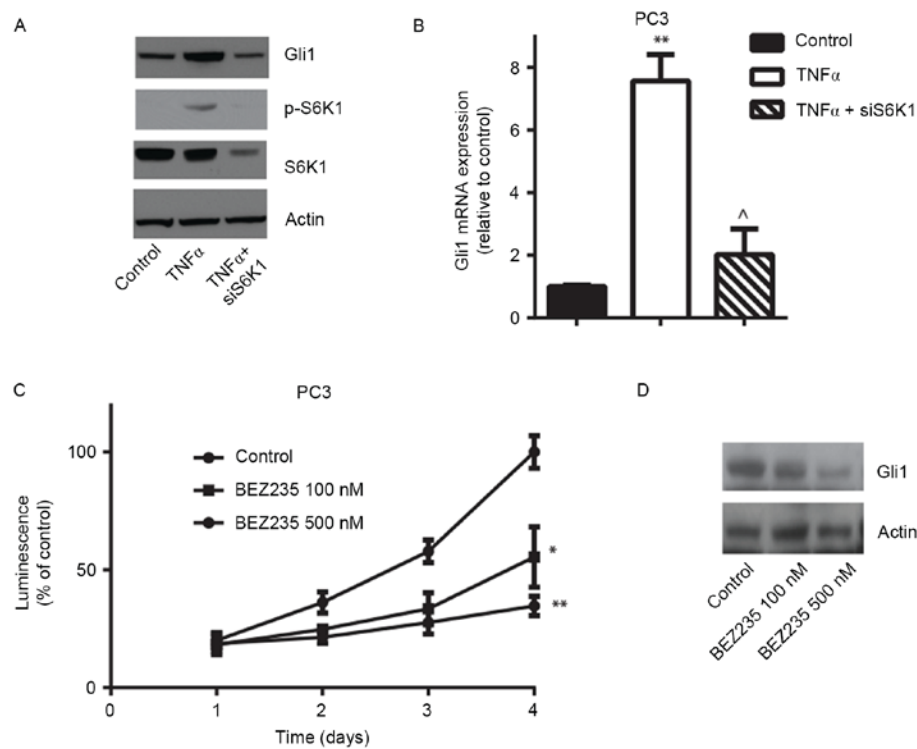 A
Gli1
p-S6K1
S6K1
Actin
Control
TNFα
TNFα+
siS6K1
B
PC3
**
^
Gli1 mRNA expression
(relative to control)
8
6
4
2
0
Control
TNFα
TNFα + siS6K1
C
PC3
Control
BEZ235 100 nM
BEZ235 500 nM
*
**
Luminescence
(% of control)
100
50
0
0
1
2
3
4
Time (days)
D
Gli1
Actin
Control
BEZ235 100 nM
BEZ235 500 nM